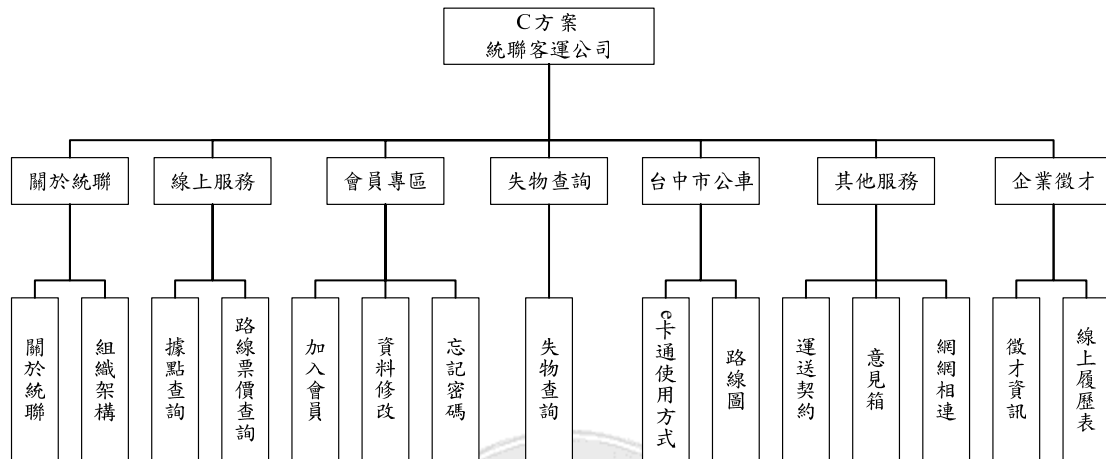 C方案
統聯客運公司
關於統聯
線上服務
會員專區
失物查詢
台中市公車
其他服務
企業徵才
關於統聯
組織架構
據點查詢
路線票價查詢
加入會員
資料修改
忘記密碼
失物查詢
e卡通使用方式
路線圖
運送契約
意見箱
網網相連
徵才資訊
線上履歷表